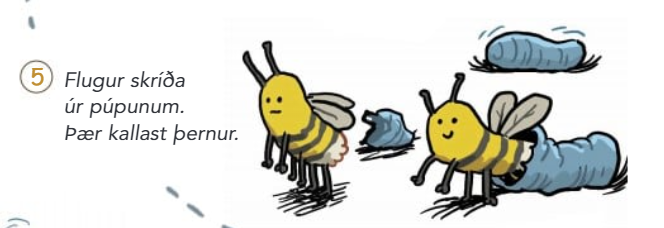 5 Flugur skríða
úr púpunum.
Þær kallast þernur.